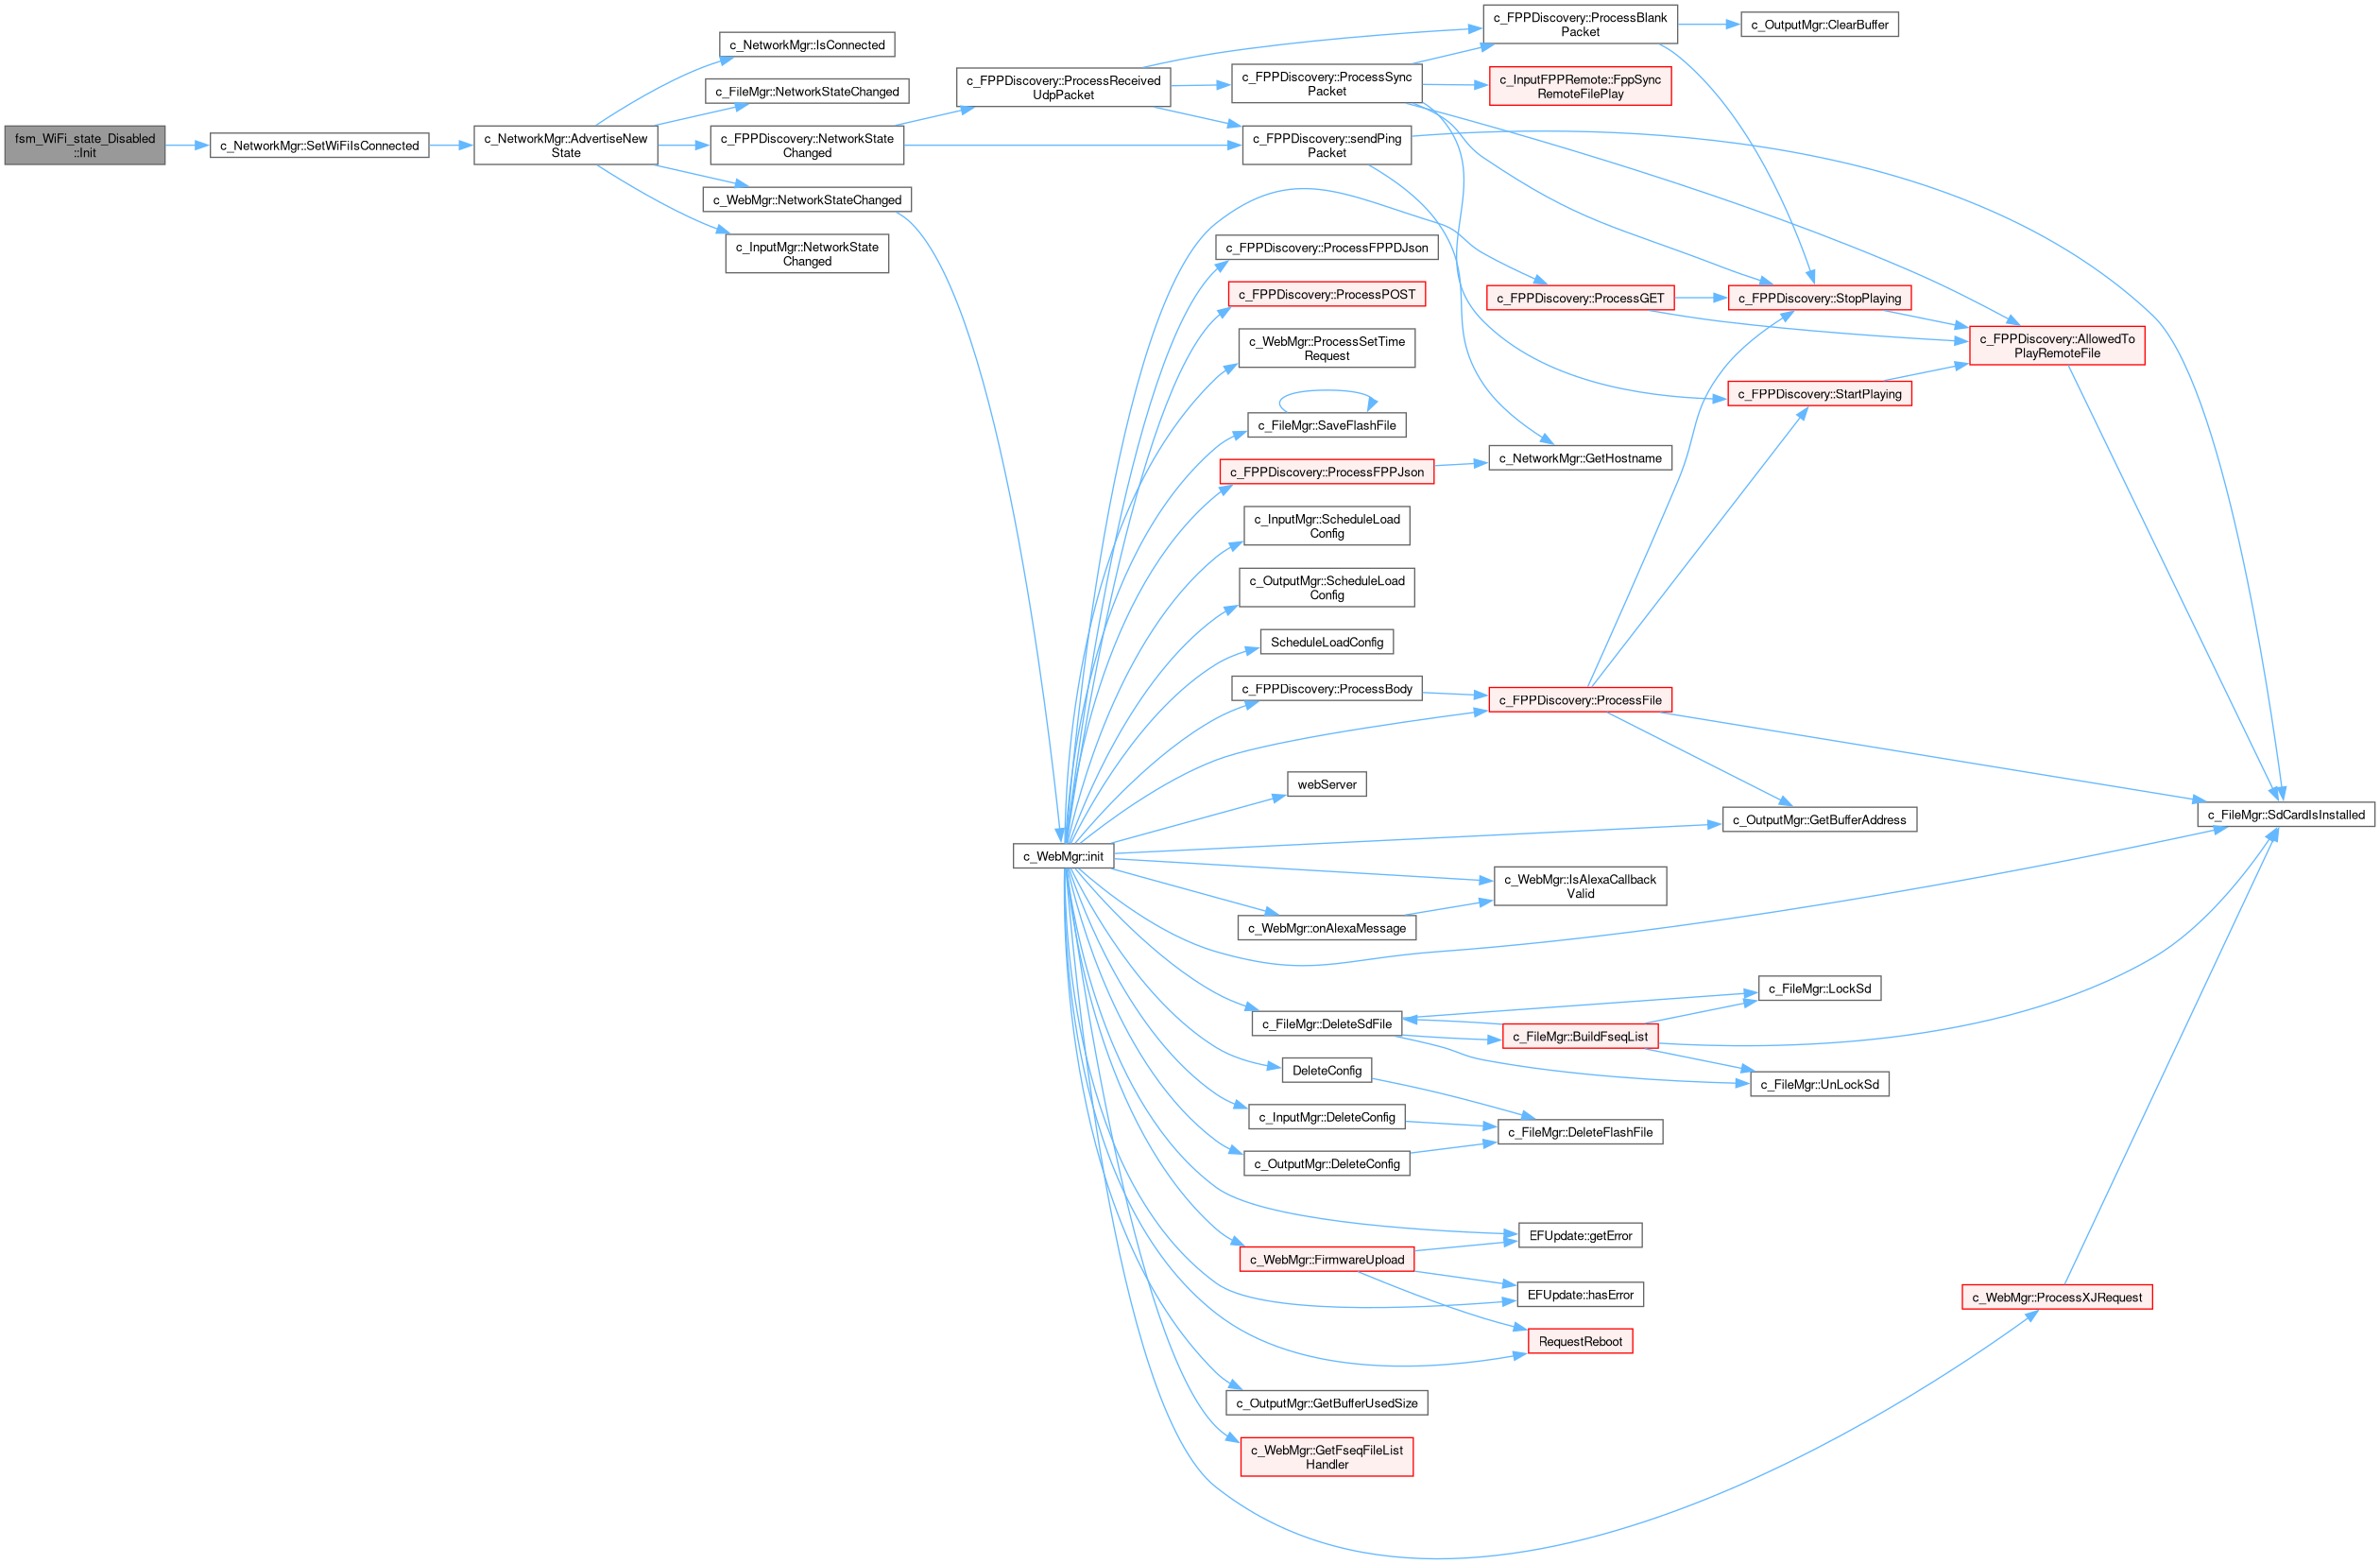 fsm_WiFi_state_Disabled
::Init
c_NetworkMgr::SetWiFiIsConnected
c_NetworkMgr::AdvertiseNew
State
c_NetworkMgr::IsConnected
c_FileMgr::NetworkStateChanged
c_FPPDiscovery::NetworkState
Changed
c_WebMgr::NetworkStateChanged
c_InputMgr::NetworkState
Changed
c_FPPDiscovery::ProcessReceived
UdpPacket
c_WebMgr::init
c_FPPDiscovery::ProcessSync
Packet
c_FPPDiscovery::sendPing
Packet
c_FPPDiscovery::ProcessFPPDJson
c_FPPDiscovery::ProcessPOST
c_WebMgr::ProcessSetTime
Request
c_FileMgr::SaveFlashFile
c_FPPDiscovery::ProcessFPPJson
c_InputMgr::ScheduleLoad
Config
c_OutputMgr::ScheduleLoad
Config
ScheduleLoadConfig
c_FPPDiscovery::ProcessBody
webServer
c_WebMgr::onAlexaMessage
c_FileMgr::DeleteSdFile
DeleteConfig
c_InputMgr::DeleteConfig
c_OutputMgr::DeleteConfig
c_WebMgr::FirmwareUpload
c_OutputMgr::GetBufferUsedSize
c_WebMgr::GetFseqFileList
Handler
c_FPPDiscovery::ProcessBlank
Packet
c_InputFPPRemote::FppSync
RemoteFilePlay
c_FPPDiscovery::ProcessGET
c_NetworkMgr::GetHostname
c_FPPDiscovery::ProcessFile
c_WebMgr::IsAlexaCallback
Valid
c_FileMgr::BuildFseqList
c_FileMgr::DeleteFlashFile
EFUpdate::getError
EFUpdate::hasError
RequestReboot
c_OutputMgr::ClearBuffer
c_FPPDiscovery::StopPlaying
c_FPPDiscovery::StartPlaying
c_OutputMgr::GetBufferAddress
c_FileMgr::LockSd
c_FileMgr::UnLockSd
c_FPPDiscovery::AllowedTo
PlayRemoteFile
c_WebMgr::ProcessXJRequest
c_FileMgr::SdCardIsInstalled